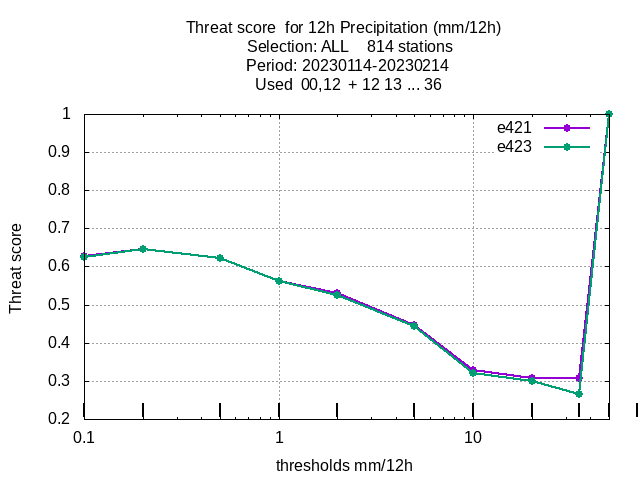 Threat score  for 12h Precipitation (mm/12h)
Selection: ALL    814 stations
Period: 20230114-20230214
Used  00,12  + 12 13 ... 36
1
e421
e423
0.9
0.8
0.7
0.6
0.5
0.4
0.3
0.2
Threat score
0.1
1
10
thresholds mm/12h